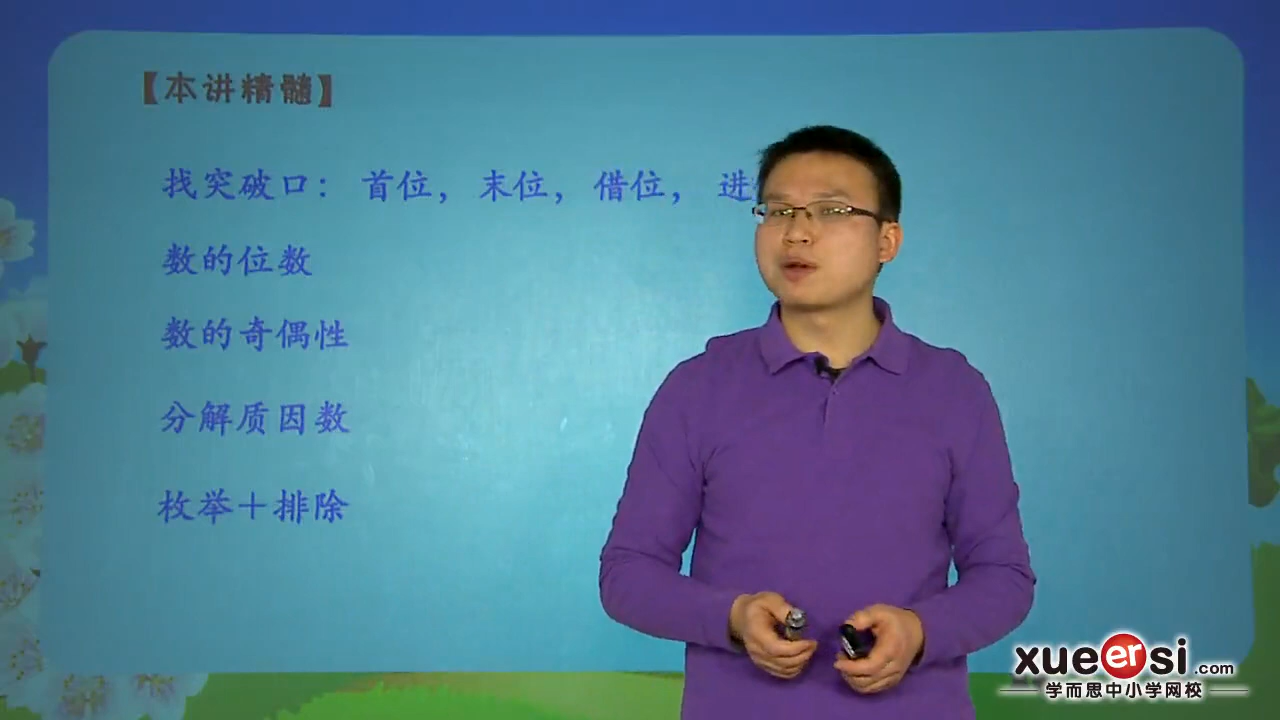 【本讲精髓】
找突破口： 首位， 末位， 借位， 进
数的位数
数的奇偶性
分解质因数
枚举＋排除
xueersi.com
学而思中小学网校